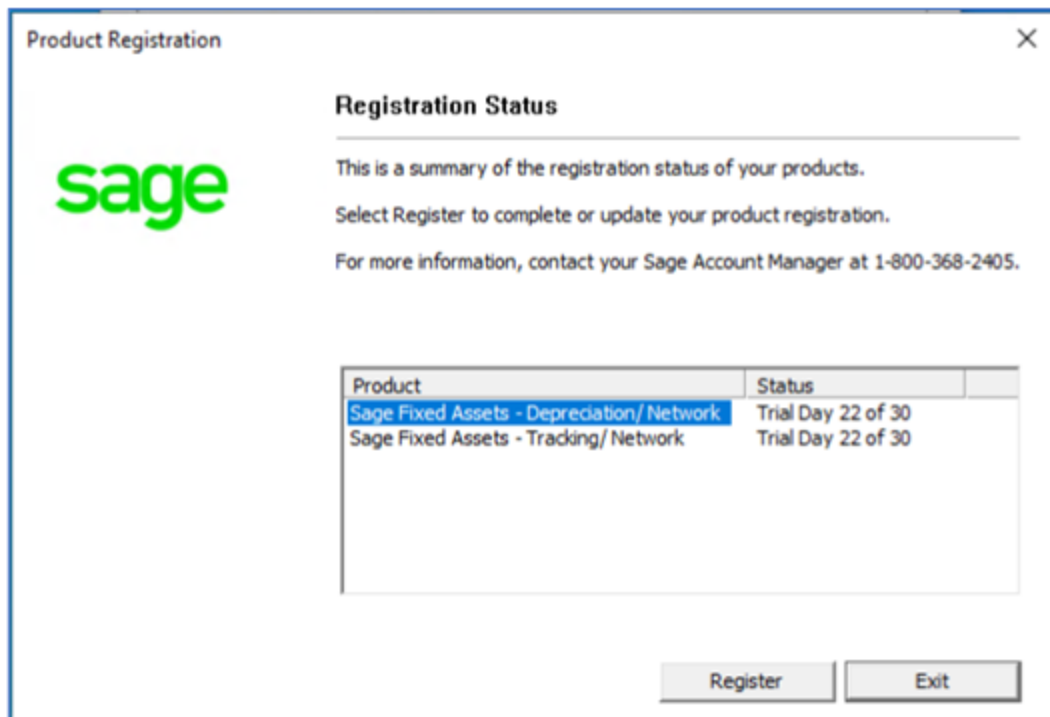 Product Registration
sage
Registration Status
This is a summary of the registration status of your products.
Select Register to complete or update your product registration.
For more information, contact your Sage Account Manager at 1-800-368-2405.
Product Status
Sage Fixed Assets - Depreciation/Network Trial Day 22 of 30
Sage Fixed Assets - Tracking/Network Trial Day 22 of 30
Register Exit